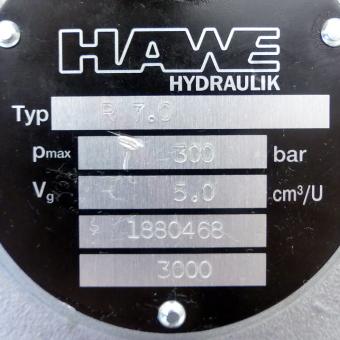 HAWE
HYDRAULIK
Typ R 7.0
pmax 300 bar
Vg 5.0 cm³/U
1880468
3000